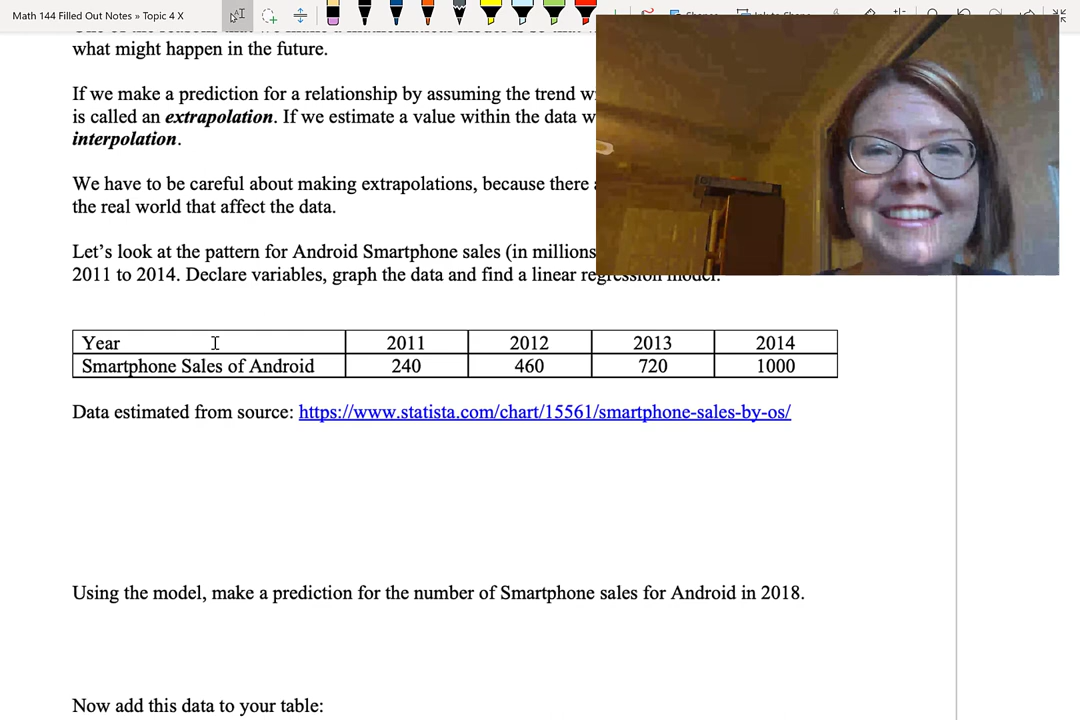 Math 144 Filled Out Notes » Topic 4 X
what might happen in the future.
If we make a prediction for a relationship by assuming the trend
is called an extrapolation. If we estimate a value within the data
interpolation.
We have to be careful about making extrapolations, because there
the real world that affect the data.
Let's look at the pattern for Android Smartphone sales (in millions
2011 to 2014. Declare variables, graph the data and find a linear regression model.
Year 2011 2012 2013 2014
Smartphone Sales of Android 240 460 720 1000
Data estimated from source: https://www.statista.com/chart/15561/smartphone-sales-by-os/
Using the model, make a prediction for the number of Smartphone sales for Android in 2018.
Now add this data to your table: